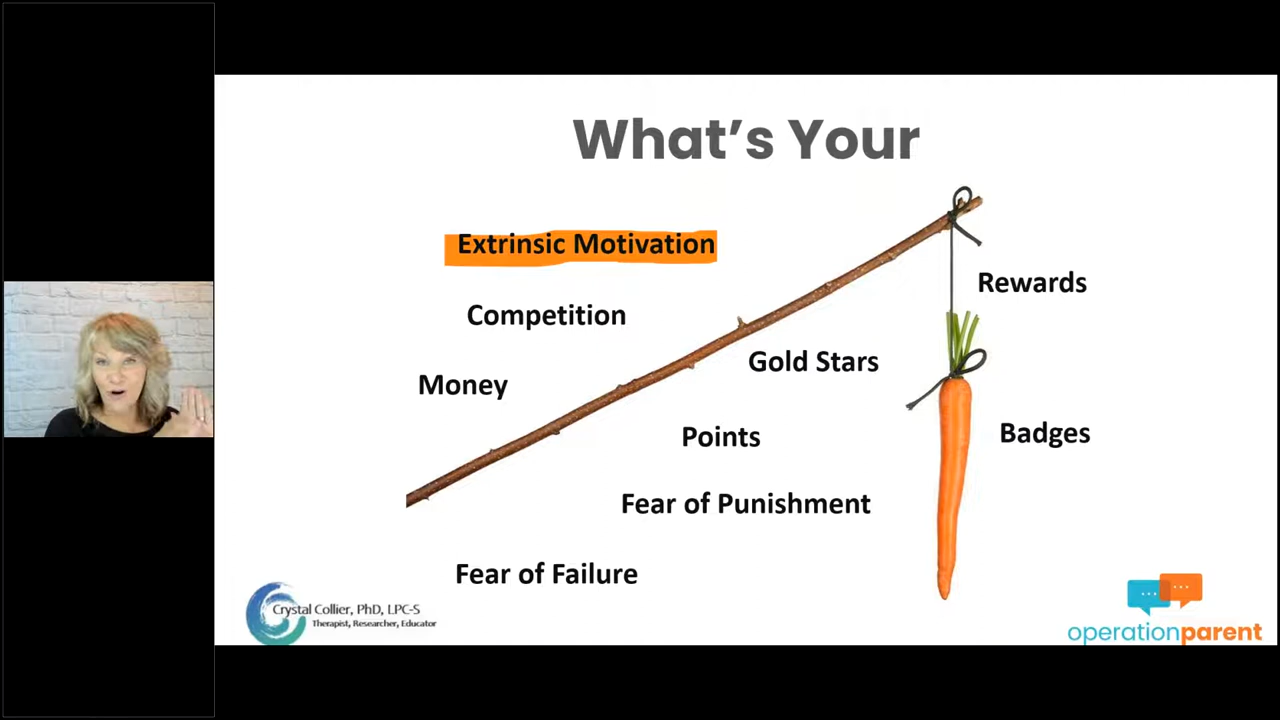 What's Your
Extrinsic Motivation
Rewards
Competition
Gold Stars
Money
Points
Badges
Fear of Punishment
Fear of Failure
Crystal Collier, PhD, LPC-S
Therapist, Researcher, Educator
operationparent